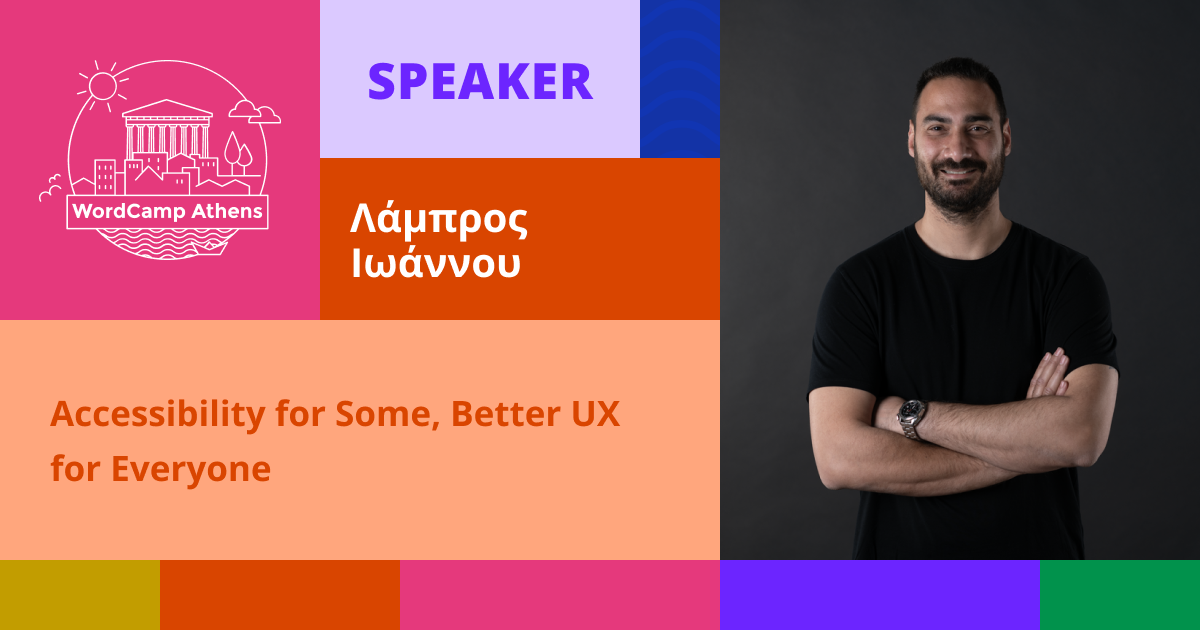 WordCamp Athens
SPEAKER
Λάμπρος
Ιωάννου
Accessibility for Some, Better UX
for Everyone